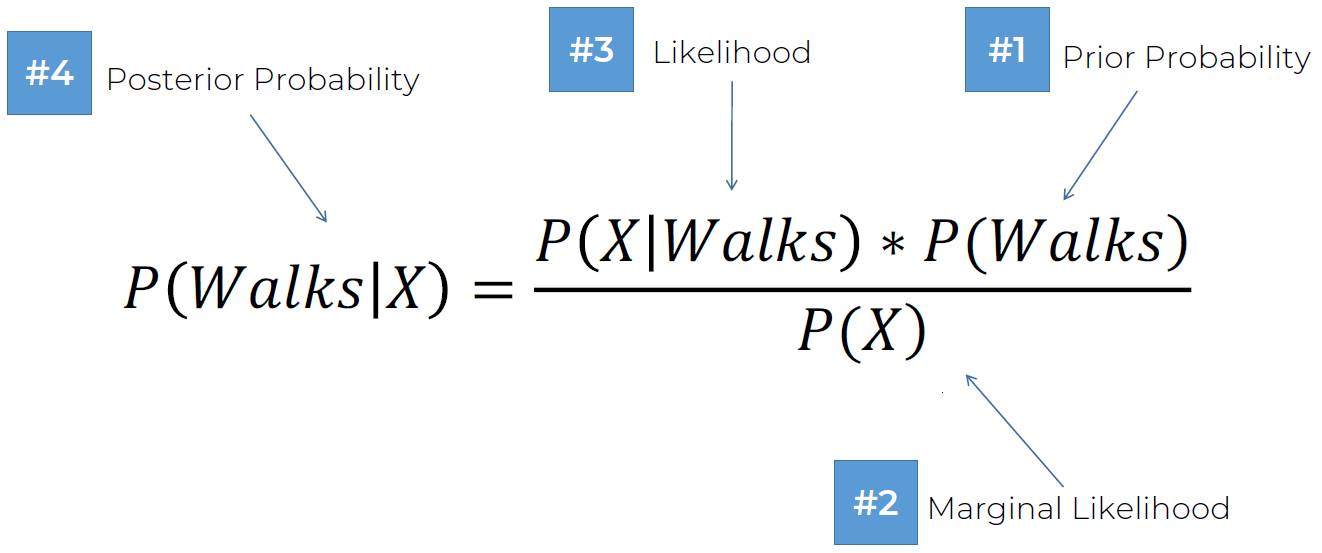 #4 Posterior Probability
#3 Likelihood
#1 Prior Probability
P(Walks|X) = P(X|Walks) * P(Walks)
P(X)
#2 Marginal Likelihood